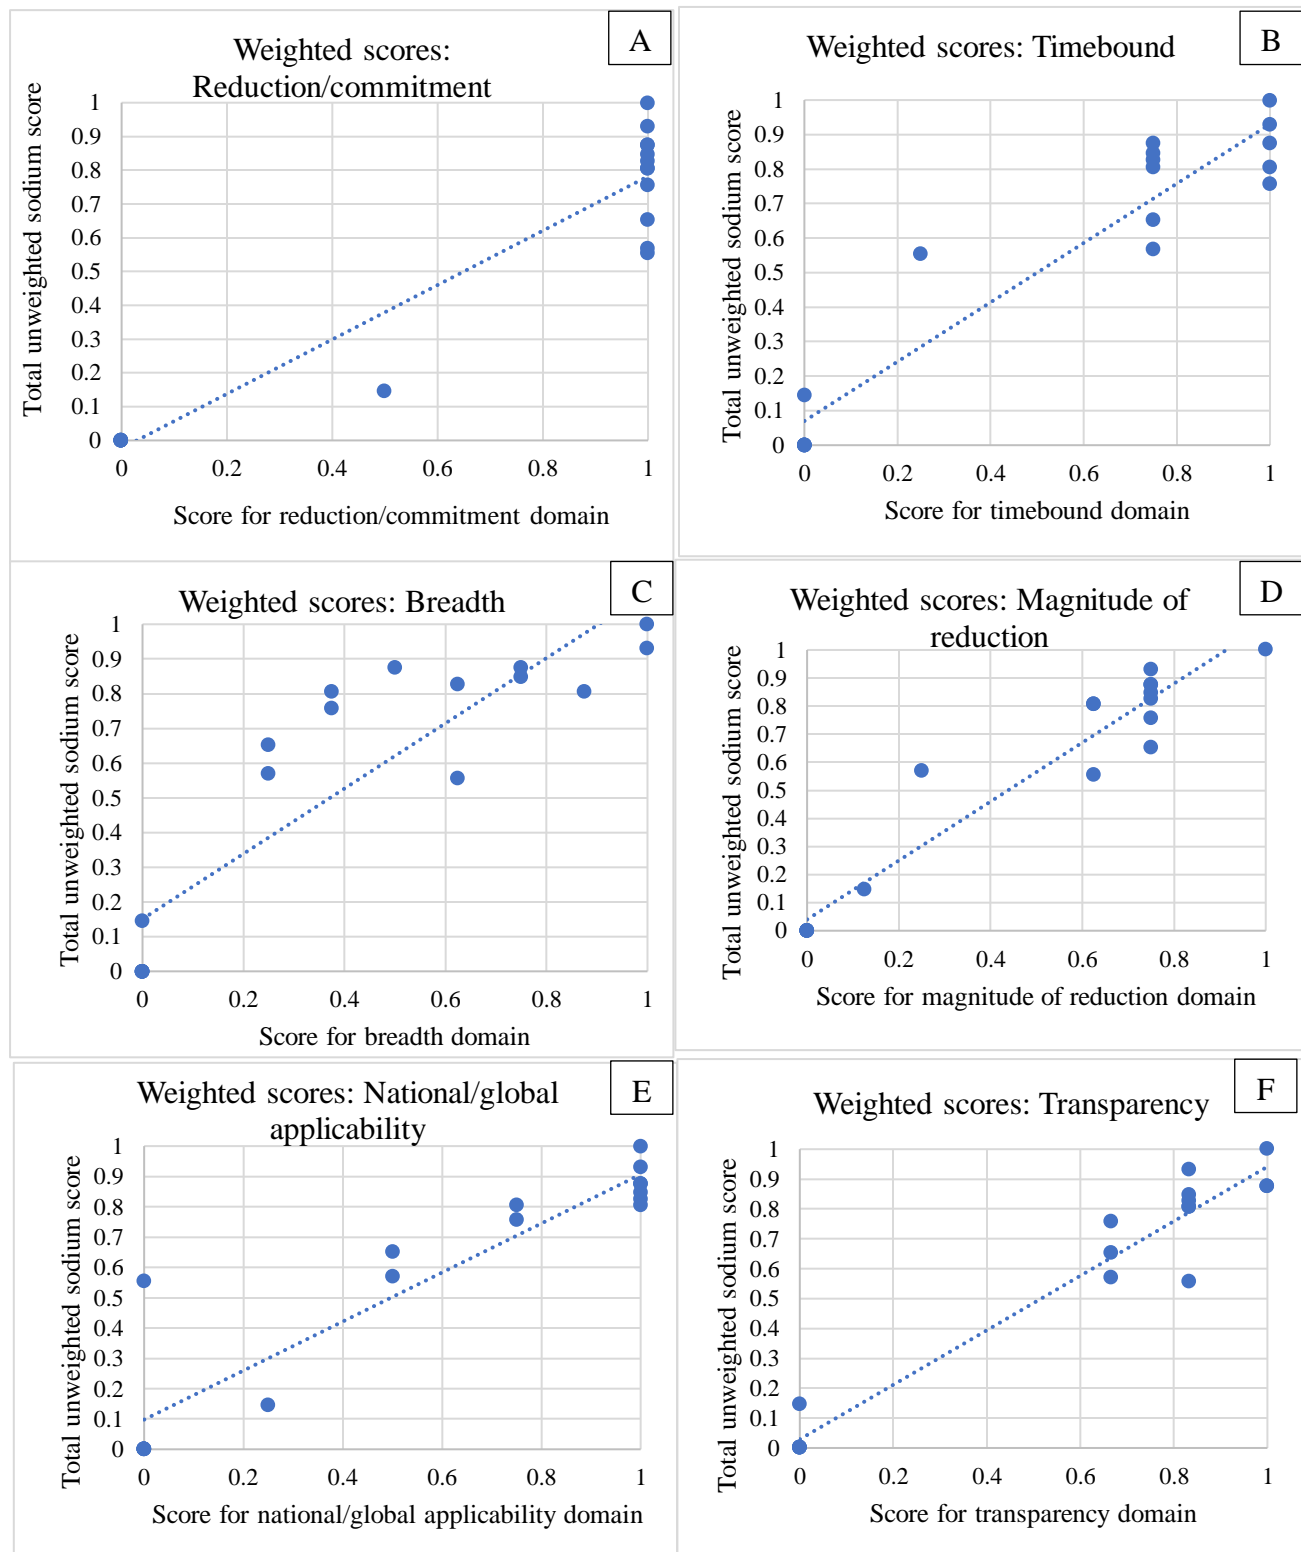 A
Weighted scores:
Reduction/commitment
Total unweighted sodium score
1
0.9
0.8
0.7
0.6
0.5
0.4
0.3
0.2
0.1
0
0 0.2 0.4 0.6 0.8 1
Score for reduction/commitment domain
B
Weighted scores: Timebound
Total unweighted sodium score
1
0.9
0.8
0.7
0.6
0.5
0.4
0.3
0.2
0.1
0
0 0.2 0.4 0.6 0.8 1
Score for timebound domain
C
Weighted scores: Breadth
Total unweighted sodium score
1
0.9
0.8
0.7
0.6
0.5
0.4
0.3
0.2
0.1
0
0 0.2 0.4 0.6 0.8 1
Score for breadth domain
D
Weighted scores: Magnitude of
reduction
Total unweighted sodium score
1
0.9
0.8
0.7
0.6
0.5
0.4
0.3
0.2
0.1
0
0 0.2 0.4 0.6 0.8 1
Score for magnitude of reduction domain
E
Weighted scores: National/global
applicability
Total unweighted sodium score
1
0.9
0.8
0.7
0.6
0.5
0.4
0.3
0.2
0.1
0
0 0.2 0.4 0.6 0.8 1
Score for national/global applicability domain
F
Weighted scores: Transparency
Total unweighted sodium score
1
0.9
0.8
0.7
0.6
0.5
0.4
0.3
0.2
0.1
0
0 0.2 0.4 0.6 0.8 1
Score for transparency domain